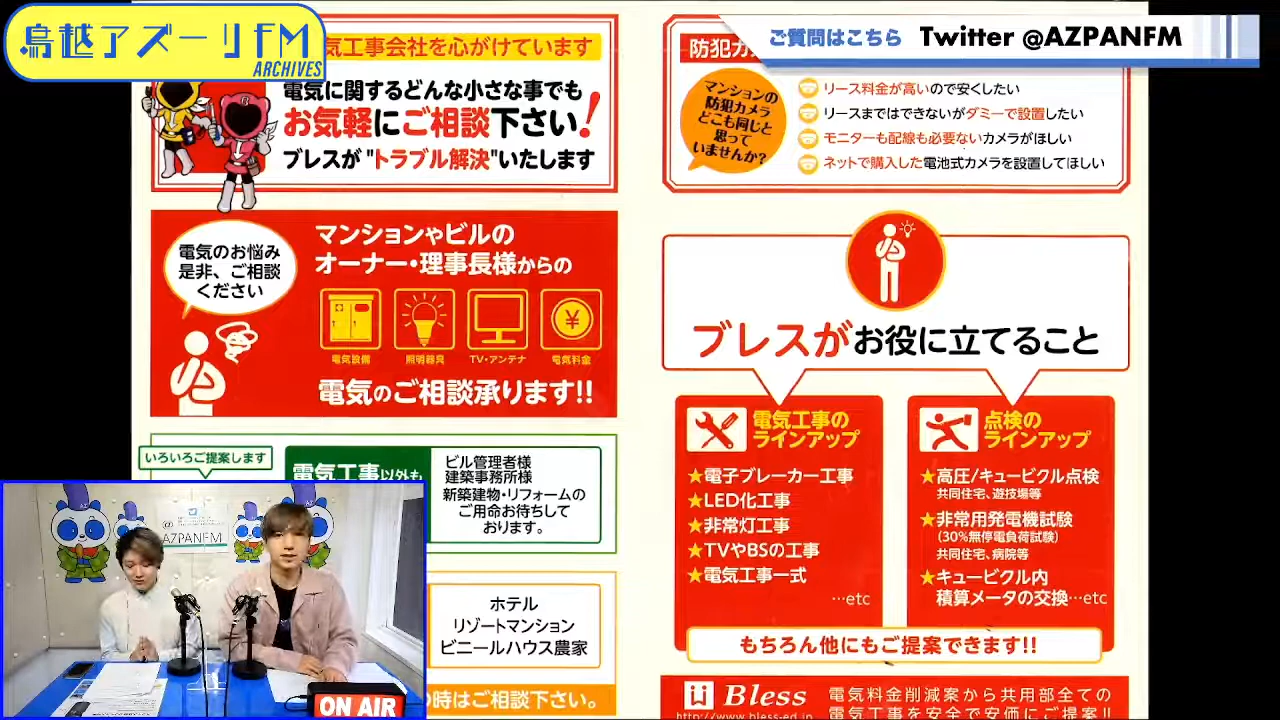 鳥越アズーリFM
ARCHIVES
ご質問はこちら Twitter @AZPANFM
気工事会社を心がけています
電気に関するどんな小さな事でも
お気軽にご相談下さい!
ブレスが"トラブル解決"いたします
電気のお悩み
是非、ご相談
ください
マンションやビルの
オーナー・理事長様からの
電気設備
照明器具
TV・アンテナ
電気料金
電気のご相談承ります!!
いろいろご提案します
電気工事以外も
ビル管理者様
建築事務所様
新築建物・リフォームの
ご用命お待ちして
おります。
ホテル
リゾートマンション
ビニールハウス農家
の時はご相談下さい。
防犯カ
マンションの
防犯カメラ
どこも同じと
思って
いませんか?
リース料金が高いので安くしたい
リースまではできないがダミーで設置したい
モニターも配線も必要ないカメラがほしい
ネットで購入した電池式カメラを設置してほしい
ブレスがお役に立てること
電気工事の
ラインアップ
★電子ブレーカー工事
★LED化工事
★非常灯工事
★TVやBSの工事
★電気工事一式
…etc
点検の
ラインアップ
★高圧/キュービクル点検
共同住宅、遊技場等
★非常用発電機試験
(30%無停電負荷試験)
共同住宅、病院等
★キュービクル内
積算メータの交換…etc
もちろん他にもご提案できます!!
Bless
http://www.bless-ed.jp
電気料金削減案から共用部全ての
電気工事を安全で安価にご提案!!
@
AZPANFM
ON AIR